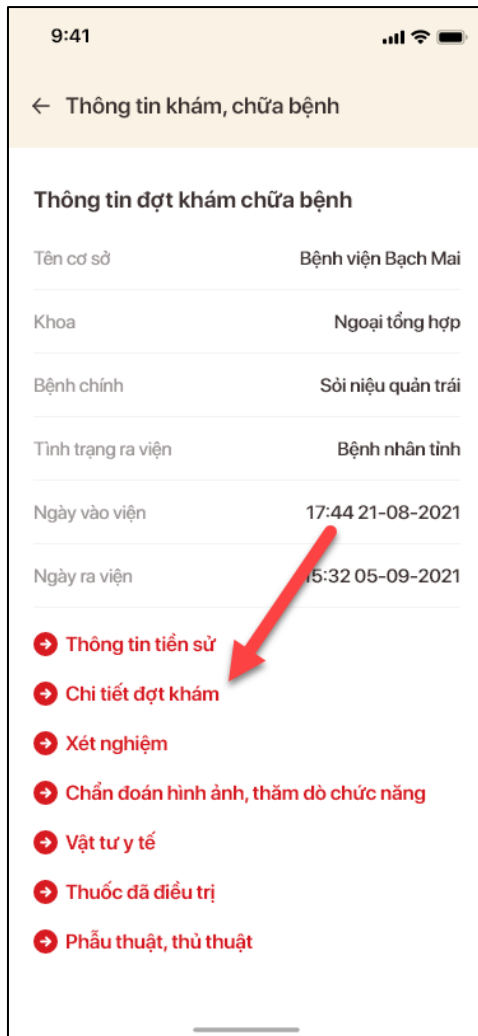 9:41
Thông tin khám, chữa bệnh
Thông tin đợt khám chữa bệnh
Tên cơ sở Bệnh viện Bạch Mai
Khoa Ngoại tổng hợp
Bệnh chính Sỏi niệu quản trái
Tình trạng ra viện Bệnh nhân tỉnh
Ngày vào viện 17:44 21-08-2021
Ngày ra viện 15:32 05-09-2021
Thông tin tiền sử
Chi tiết đợt khám
Xét nghiệm
Chẩn đoán hình ảnh, thăm dò chức năng
Vật tư y tế
Thuốc đã điều trị
Phẫu thuật, thủ thuật